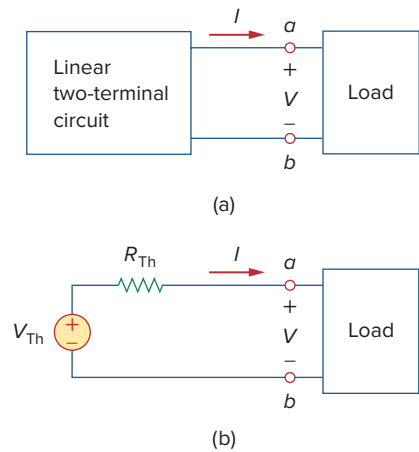 I
a
Linear
two-terminal
circuit
+
V
−
Load
b
(a)
R_Th
I
a
V_Th
+
−
+
V
−
Load
b
(b)